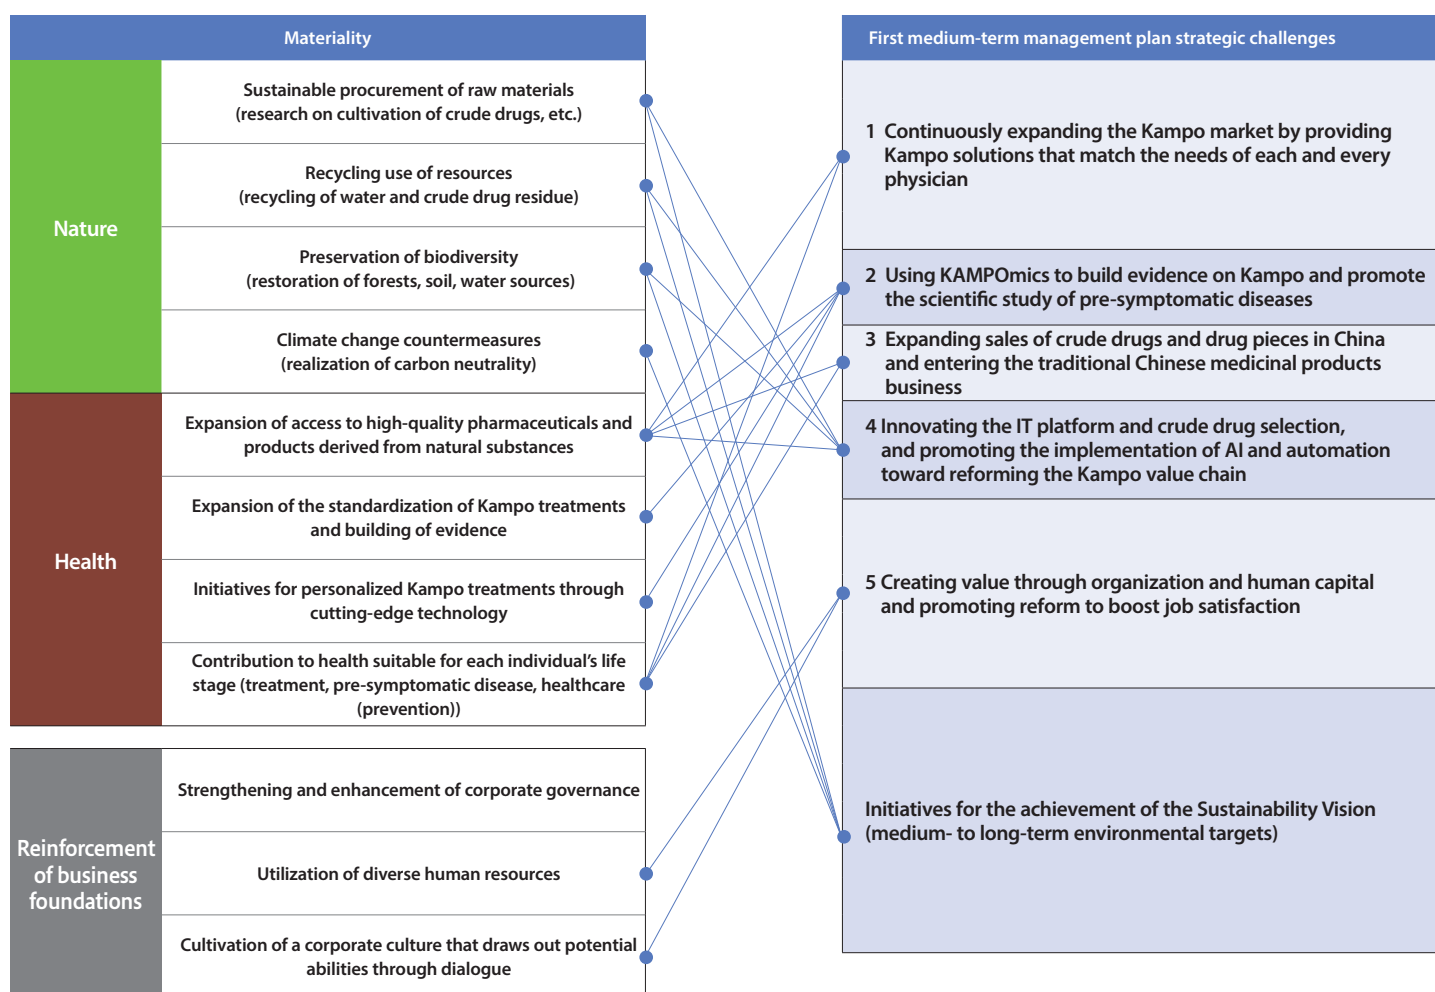 Materiality
Nature
Sustainable procurement of raw materials
(research on cultivation of crude drugs, etc.)
Recycling use of resources
(recycling of water and crude drug residue)
Preservation of biodiversity
(restoration of forests, soil, water sources)
Climate change countermeasures
(realization of carbon neutrality)
Health
Expansion of access to high-quality pharmaceuticals and
products derived from natural substances
Expansion of the standardization of Kampo treatments
and building of evidence
Initiatives for personalized Kampo treatments through
cutting-edge technology
Contribution to health suitable for each individual's life
stage (treatment, pre-symptomatic disease, healthcare
(prevention))
Reinforcement
of business
foundations
Strengthening and enhancement of corporate governance
Utilization of diverse human resources
Cultivation of a corporate culture that draws out potential
abilities through dialogue
First medium-term management plan strategic challenges
1 Continuously expanding the Kampo market by providing
Kampo solutions that match the needs of each and every
physician
2 Using KAMPOmics to build evidence on Kampo and promote
the scientific study of pre-symptomatic diseases
3 Expanding sales of crude drugs and drug pieces in China
and entering the traditional Chinese medicinal products
business
4 Innovating the IT platform and crude drug selection,
and promoting the implementation of AI and automation
toward reforming the Kampo value chain
5 Creating value through organization and human capital
and promoting reform to boost job satisfaction
Initiatives for the achievement of the Sustainability Vision
(medium- to long-term environmental targets)